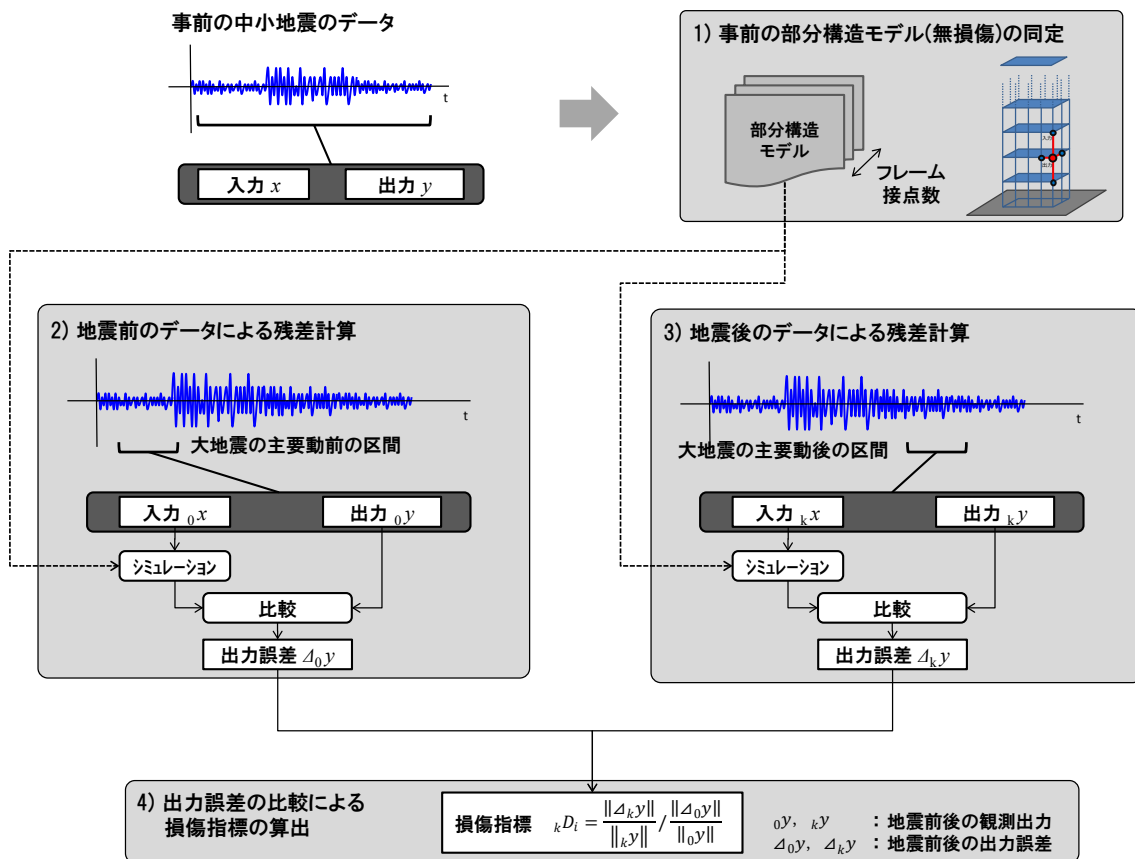 事前の中小地震のデータ
t
入力 x
出力 y
1) 事前の部分構造モデル(無損傷)の同定
部分構造
モデル
フレーム
接点数
入力
出力
2) 地震前のデータによる残差計算
t
大地震の主要動前の区間
入力 ₀x
出力 ₀y
シミュレーション
比較
出力誤差 Δ₀y
3) 地震後のデータによる残差計算
t
大地震の主要動後の区間
入力 ₖx
出力 ₖy
シミュレーション
比較
出力誤差 Δₖy
4) 出力誤差の比較による
損傷指標の算出
損傷指標 ₖDᵢ = ‖Δₖy‖/‖ₖy‖ / ‖Δ₀y‖/‖₀y‖
₀y, ₖy : 地震前後の観測出力
Δ₀y, Δₖy : 地震前後の出力誤差